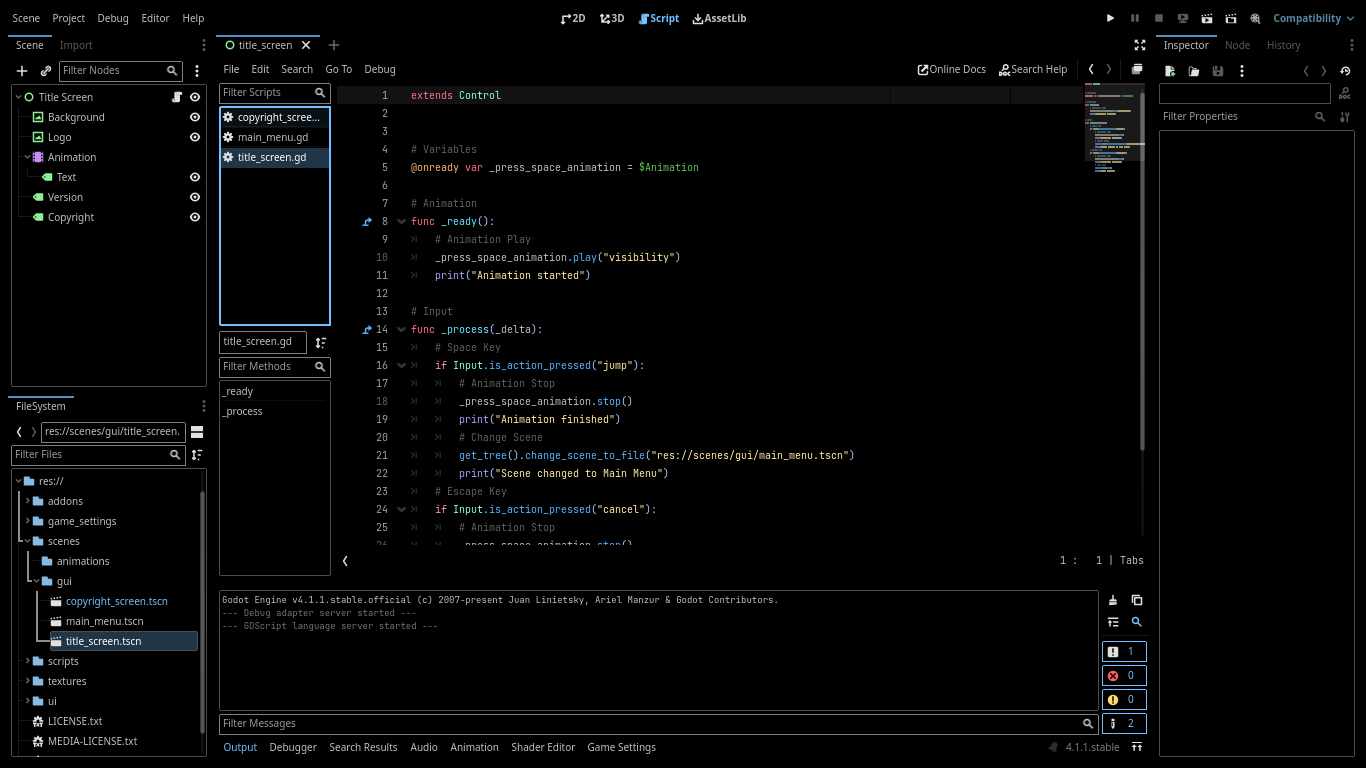 Scene Project Debug Editor Help
2D 3D Script AssetLib
Compatibility
Scene Import
Filter Nodes
Title Screen
Background
Logo
Animation
Text
Version
Copyright
FileSystem
res://scenes/gui/title_screen.
Filter Files
res://
addons
game_settings
scenes
animations
gui
copyright_screen.tscn
main_menu.tscn
title_screen.tscn
scripts
textures
ui
LICENSE.txt
MEDIA-LICENSE.txt
title_screen
File Edit Search Go To Debug
Online Docs Search Help
Filter Scripts
copyright_scree...
main_menu.gd
title_screen.gd
title_screen.gd
Filter Methods
_ready
_process
1 extends Control
2
3
4 # Variables
5 @onready var _press_space_animation = $Animation
6
7 # Animation
8 func _ready():
9 # Animation Play
10 _press_space_animation.play("visibility")
11 print("Animation started")
12
13 # Input
14 func _process(_delta):
15 # Space Key
16 if Input.is_action_pressed("jump"):
17 # Animation Stop
18 _press_space_animation.stop()
19 print("Animation finished")
20 # Change Scene
21 get_tree().change_scene_to_file("res://scenes/gui/main_menu.tscn")
22 print("Scene changed to Main Menu")
23 # Escape Key
24 if Input.is_action_pressed("cancel"):
25 # Animation Stop
26 _press_space_animation.stop()
1 : 1 | Tabs
Godot Engine v4.1.1.stable.official (c) 2007-present Juan Linietsky, Ariel Manzur & Godot Contributors.
--- Debug adapter server started ---
--- GDScript language server started ---
1
0
0
2
Filter Messages
Output Debugger Search Results Audio Animation Shader Editor Game Settings
4.1.1.stable
Inspector Node History
Filter Properties